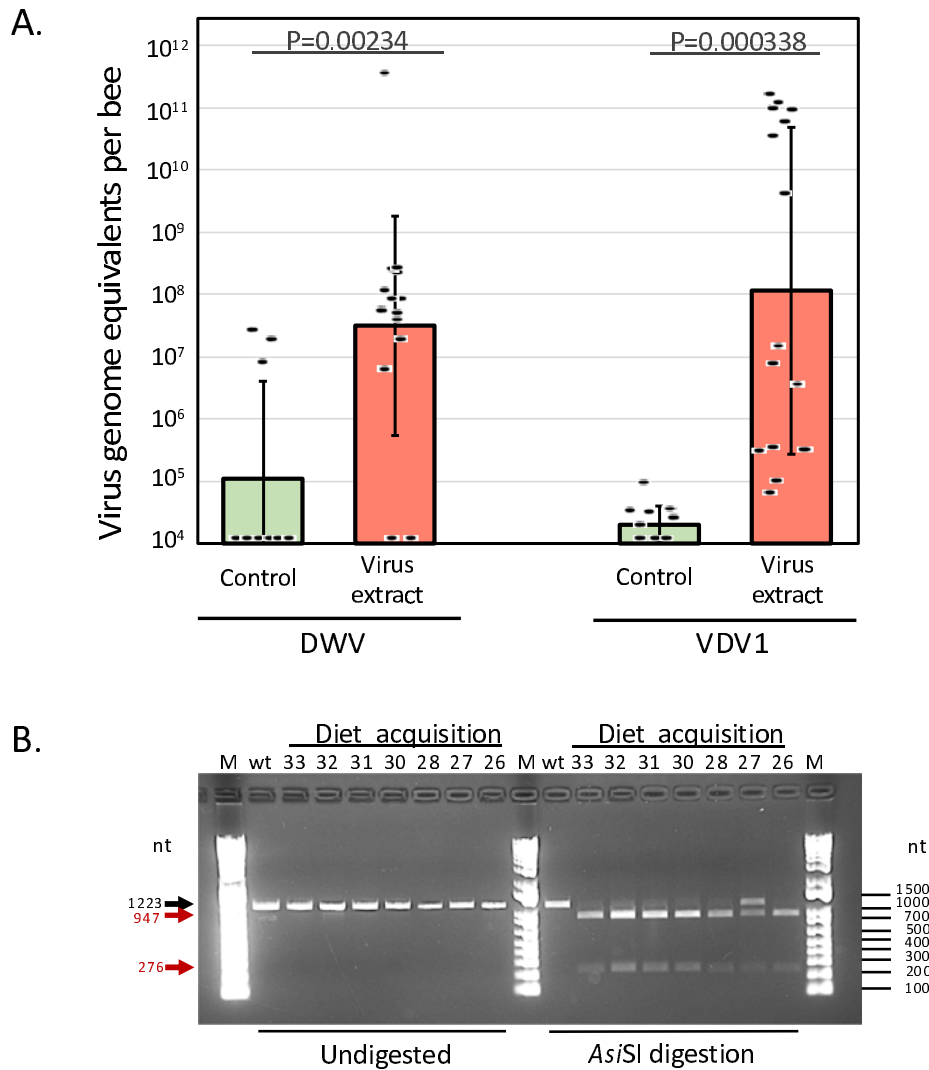 A.
Virus genome equivalents per bee
10¹²
10¹¹
10¹⁰
10⁹
10⁸
10⁷
10⁶
10⁵
10⁴
P=0.00234
P=0.000338
Control
Virus
extract
Control
Virus
extract
DWV
VDV1
B.
Diet acquisition
Diet acquisition
M wt 33 32 31 30 28 27 26 M wt 33 32 31 30 28 27 26 M
nt
1223
947
276
nt
1500
1000
700
500
400
300
200
100
Undigested
AsiSI digestion